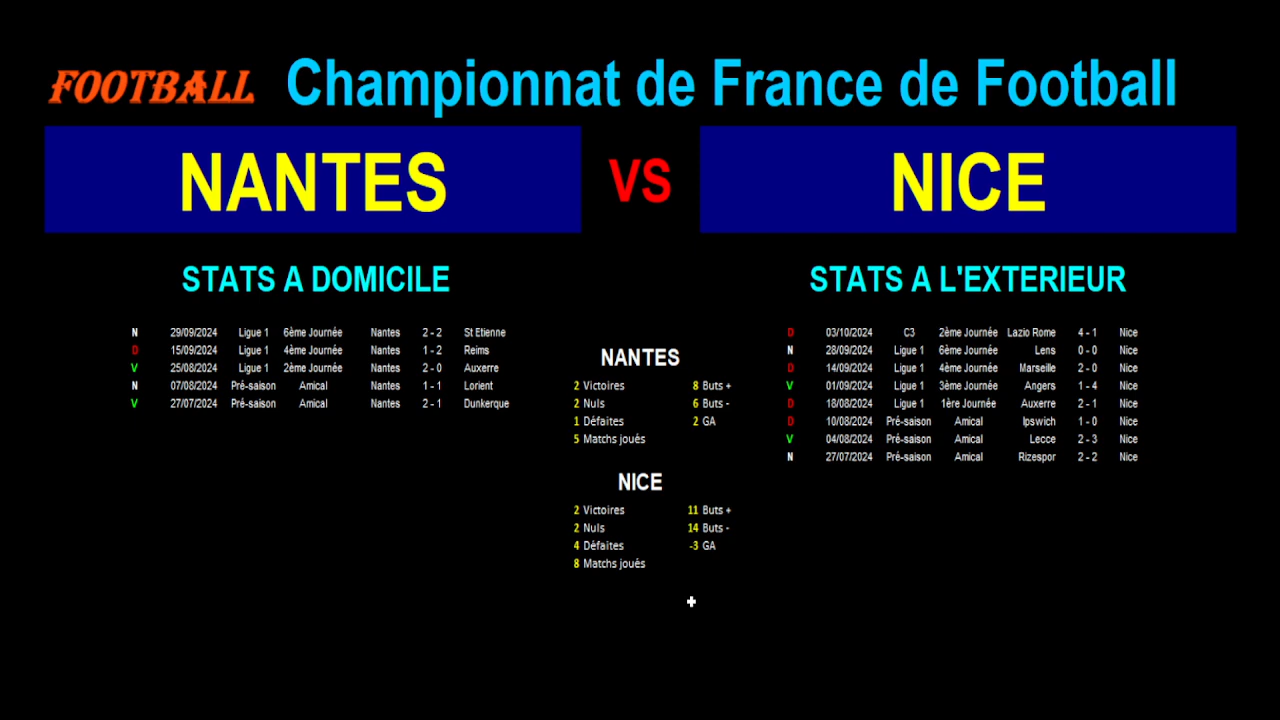 FOOTBALL Championnat de France de Football
NANTES VS NICE
STATS A DOMICILE
N 29/09/2024 Ligue 1 6ème Journée Nantes 2 - 2 St Etienne
D 15/09/2024 Ligue 1 4ème Journée Nantes 1 - 2 Reims
V 25/08/2024 Ligue 1 2ème Journée Nantes 2 - 0 Auxerre
N 07/08/2024 Pré-saison Amical Nantes 1 - 1 Lorient
V 27/07/2024 Pré-saison Amical Nantes 2 - 1 Dunkerque
NANTES
2 Victoires 8 Buts +
2 Nuls 6 Buts -
1 Défaites 2 GA
5 Matchs joués
NICE
2 Victoires 11 Buts +
2 Nuls 14 Buts -
4 Défaites -3 GA
8 Matchs joués
STATS A L'EXTERIEUR
D 03/10/2024 C3 2ème Journée Lazio Rome 4 - 1 Nice
N 28/09/2024 Ligue 1 6ème Journée Lens 0 - 0 Nice
D 14/09/2024 Ligue 1 4ème Journée Marseille 2 - 0 Nice
V 01/09/2024 Ligue 1 3ème Journée Angers 1 - 4 Nice
D 18/08/2024 Ligue 1 1ère Journée Auxerre 2 - 1 Nice
D 10/08/2024 Pré-saison Amical Ipswich 1 - 0 Nice
V 04/08/2024 Pré-saison Amical Lecce 2 - 3 Nice
N 27/07/2024 Pré-saison Amical Rizespor 2 - 2 Nice